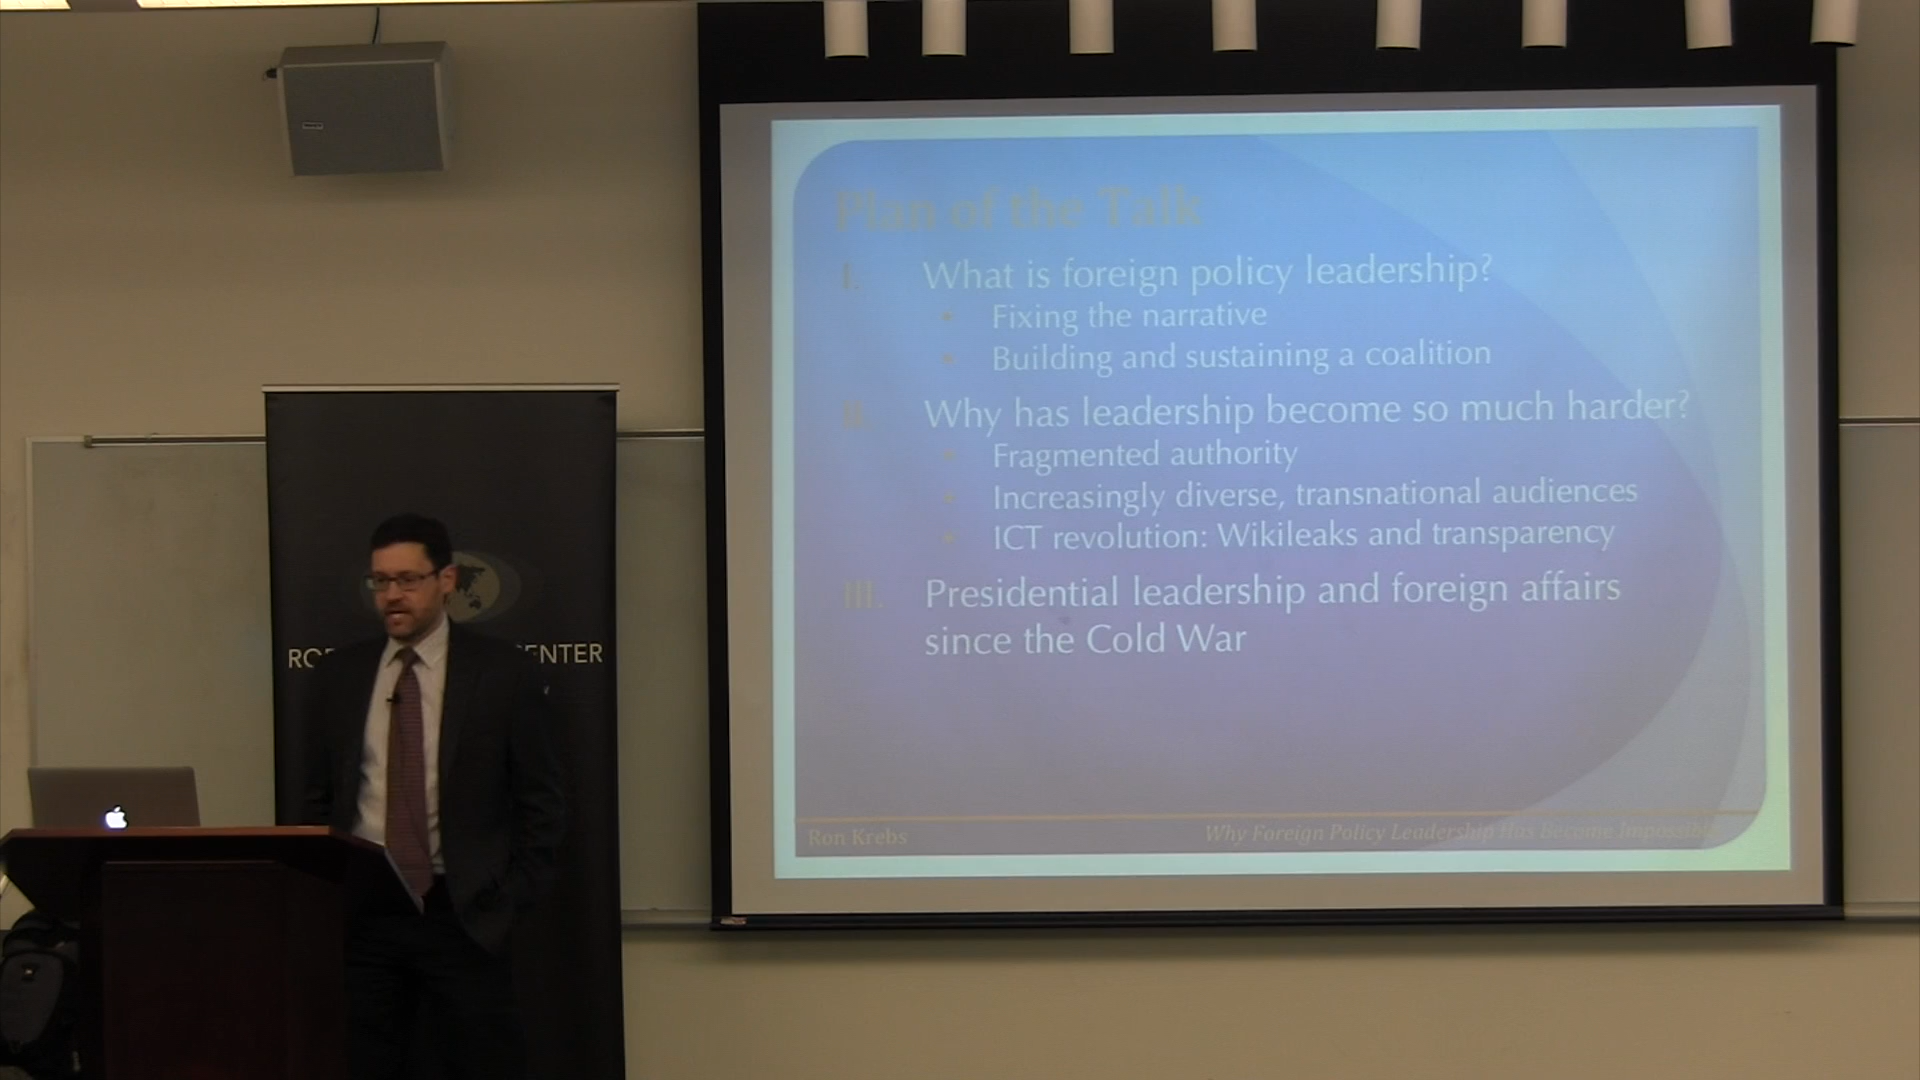 Plan of the Talk
I. What is foreign policy leadership?
• Fixing the narrative
• Building and sustaining a coalition
II. Why has leadership become so much harder?
• Fragmented authority
• Increasingly diverse, transnational audiences
• ICT revolution: Wikileaks and transparency
III. Presidential leadership and foreign affairs
since the Cold War
Ron Krebs
Why Foreign Policy Leadership Has Become Impossible